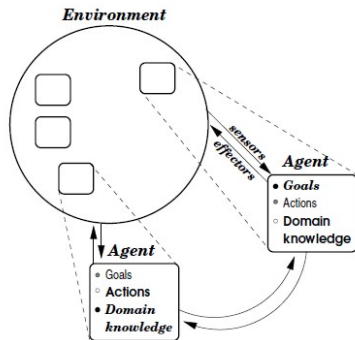 Environment
sensors
effectors
Agent
Goals
Actions
Domain
knowledge
Agent
Goals
Actions
Domain
knowledge